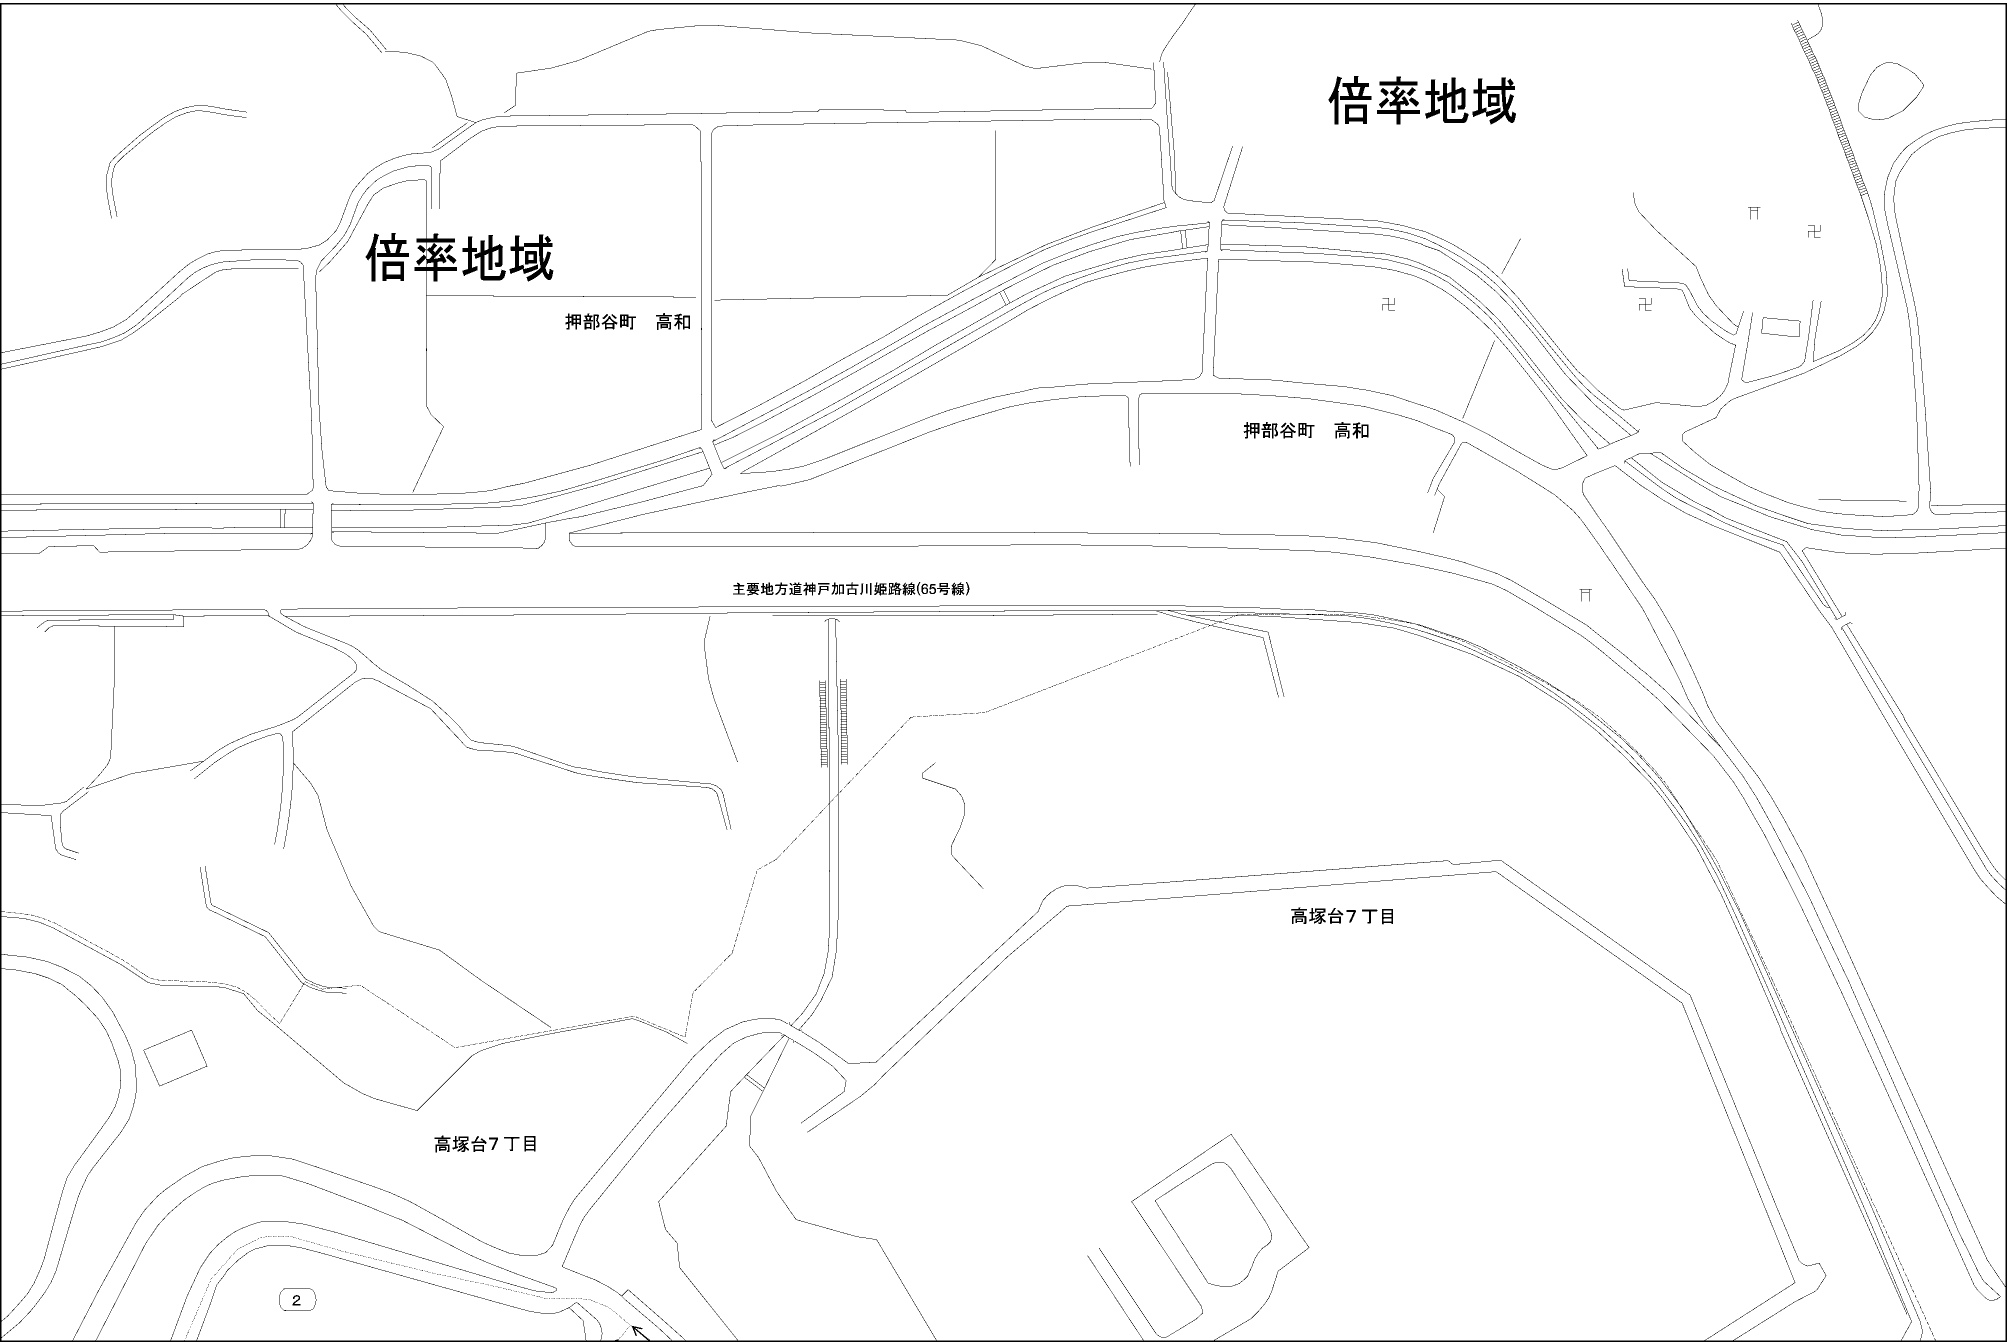 倍率地域
倍率地域
押部谷町　高和
押部谷町　高和
主要地方道神戸加古川姫路線(65号線)
高塚台７丁目
高塚台７丁目
2